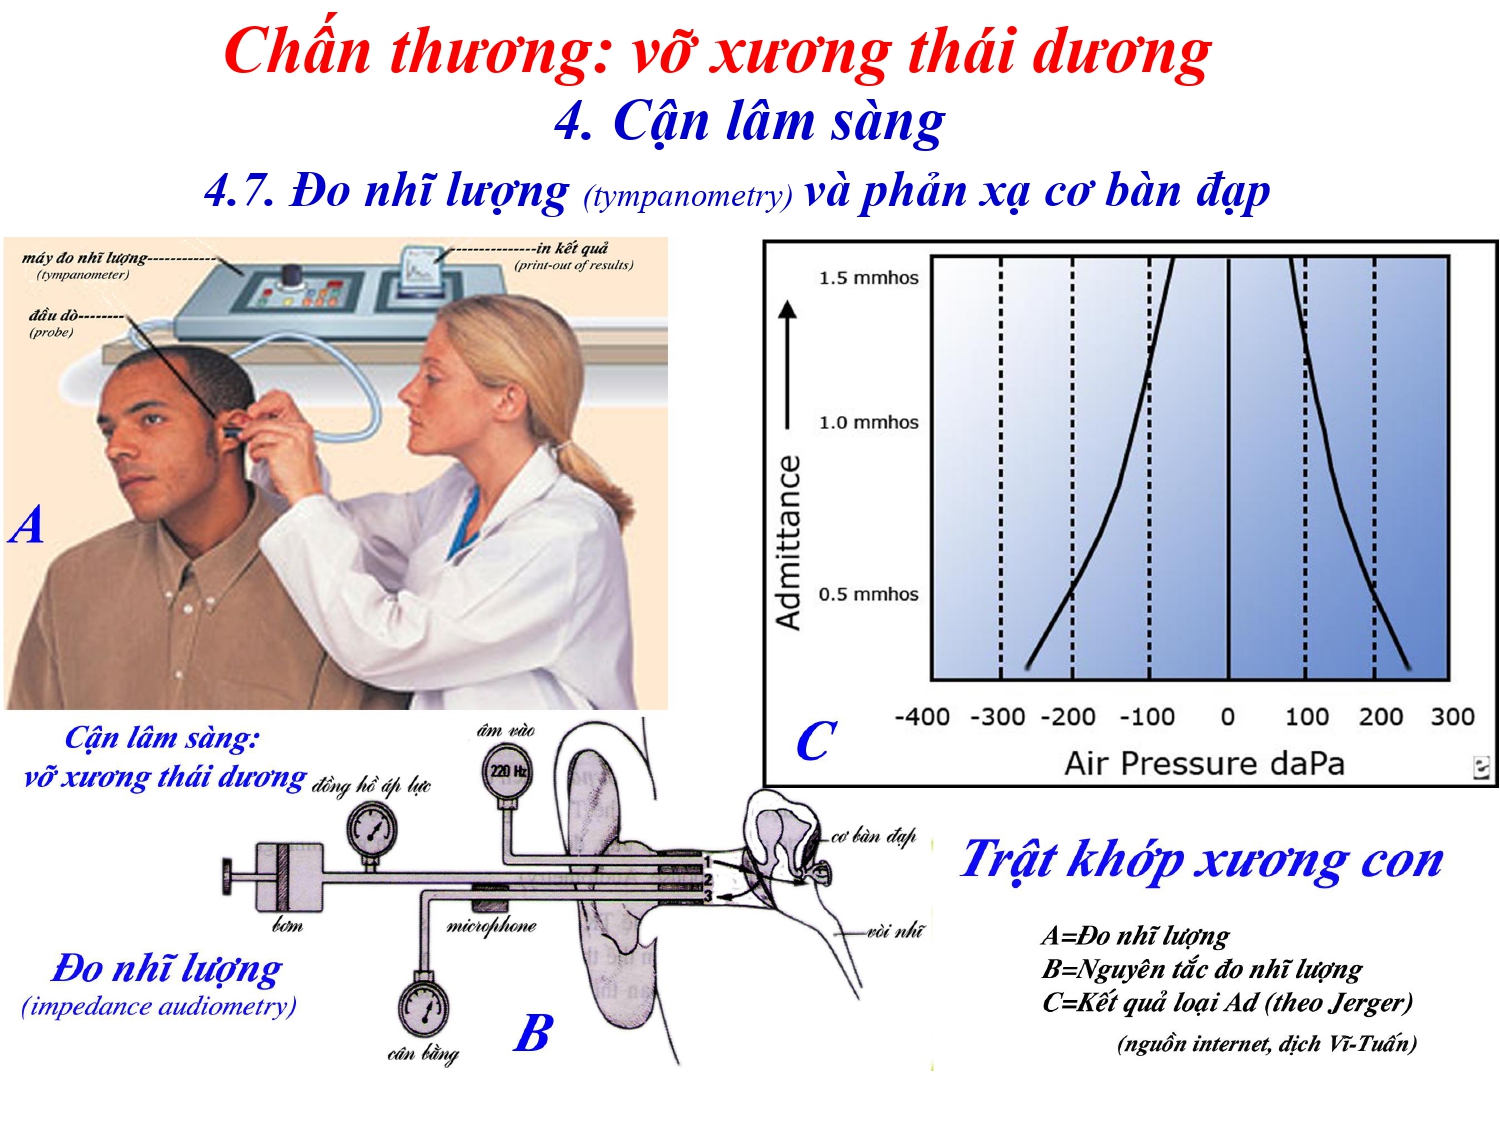 Chấn thương: vỡ xương thái dương
4. Cận lâm sàng
4.7. Đo nhĩ lượng (tympanometry) và phản xạ cơ bàn đạp
máy đo nhĩ lượng------------
(tympanometer)
---------------in kết quả
(print-out of results)
đầu dò--------
(probe)
A
1.5 mmhos
1.0 mmhos
0.5 mmhos
Admittance
-400 -300 -200 -100 0 100 200 300
Air Pressure daPa
C
Cận lâm sàng:
vỡ xương thái dương
âm vào
220 Hz
đồng hồ áp lực
cơ bàn đạp
1
2
3
bơm
microphone
vòi nhĩ
Đo nhĩ lượng
(impedance audiometry)
cân bằng
B
Trật khớp xương con
A=Đo nhĩ lượng
B=Nguyên tắc đo nhĩ lượng
C=Kết quả loại Ad (theo Jerger)
(nguồn internet, dịch Vĩ-Tuấn)